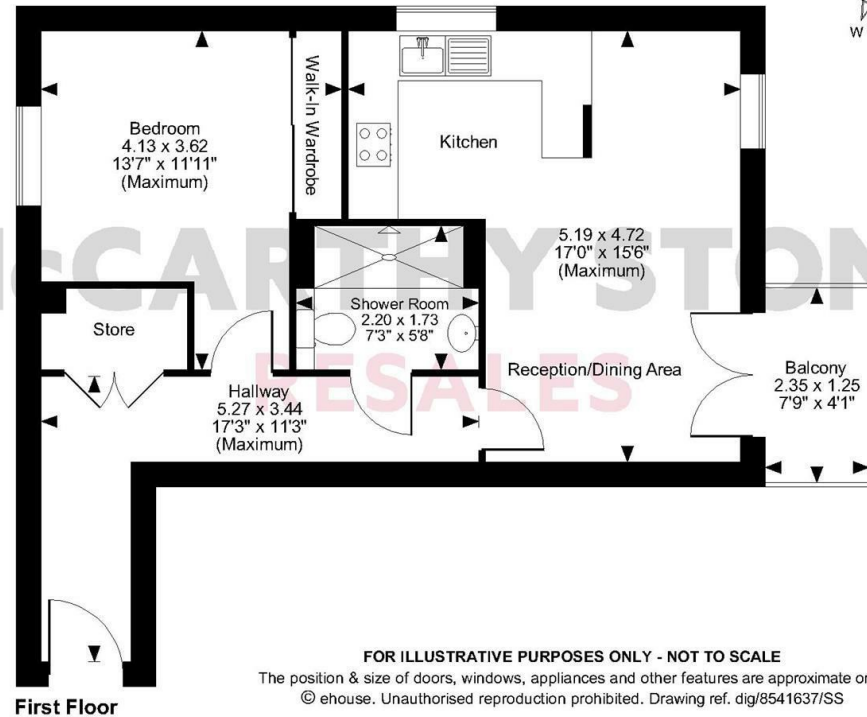 W
Walk-In Wardrobe
Bedroom
4.13 x 3.62
13'7" x 11'11"
(Maximum)
Kitchen
5.19 x 4.72
17'0" x 15'6"
(Maximum)
McCARTHY STON
RESALES
Store
Shower Room
2.20 x 1.73
7'3" x 5'8"
Reception/Dining Area
Balcony
2.35 x 1.25
7'9" x 4'1"
Hallway
5.27 x 3.44
17'3" x 11'3"
(Maximum)
FOR ILLUSTRATIVE PURPOSES ONLY - NOT TO SCALE
The position & size of doors, windows, appliances and other features are approximate on
© ehouse. Unauthorised reproduction prohibited. Drawing ref. dig/8541637/SS
First Floor